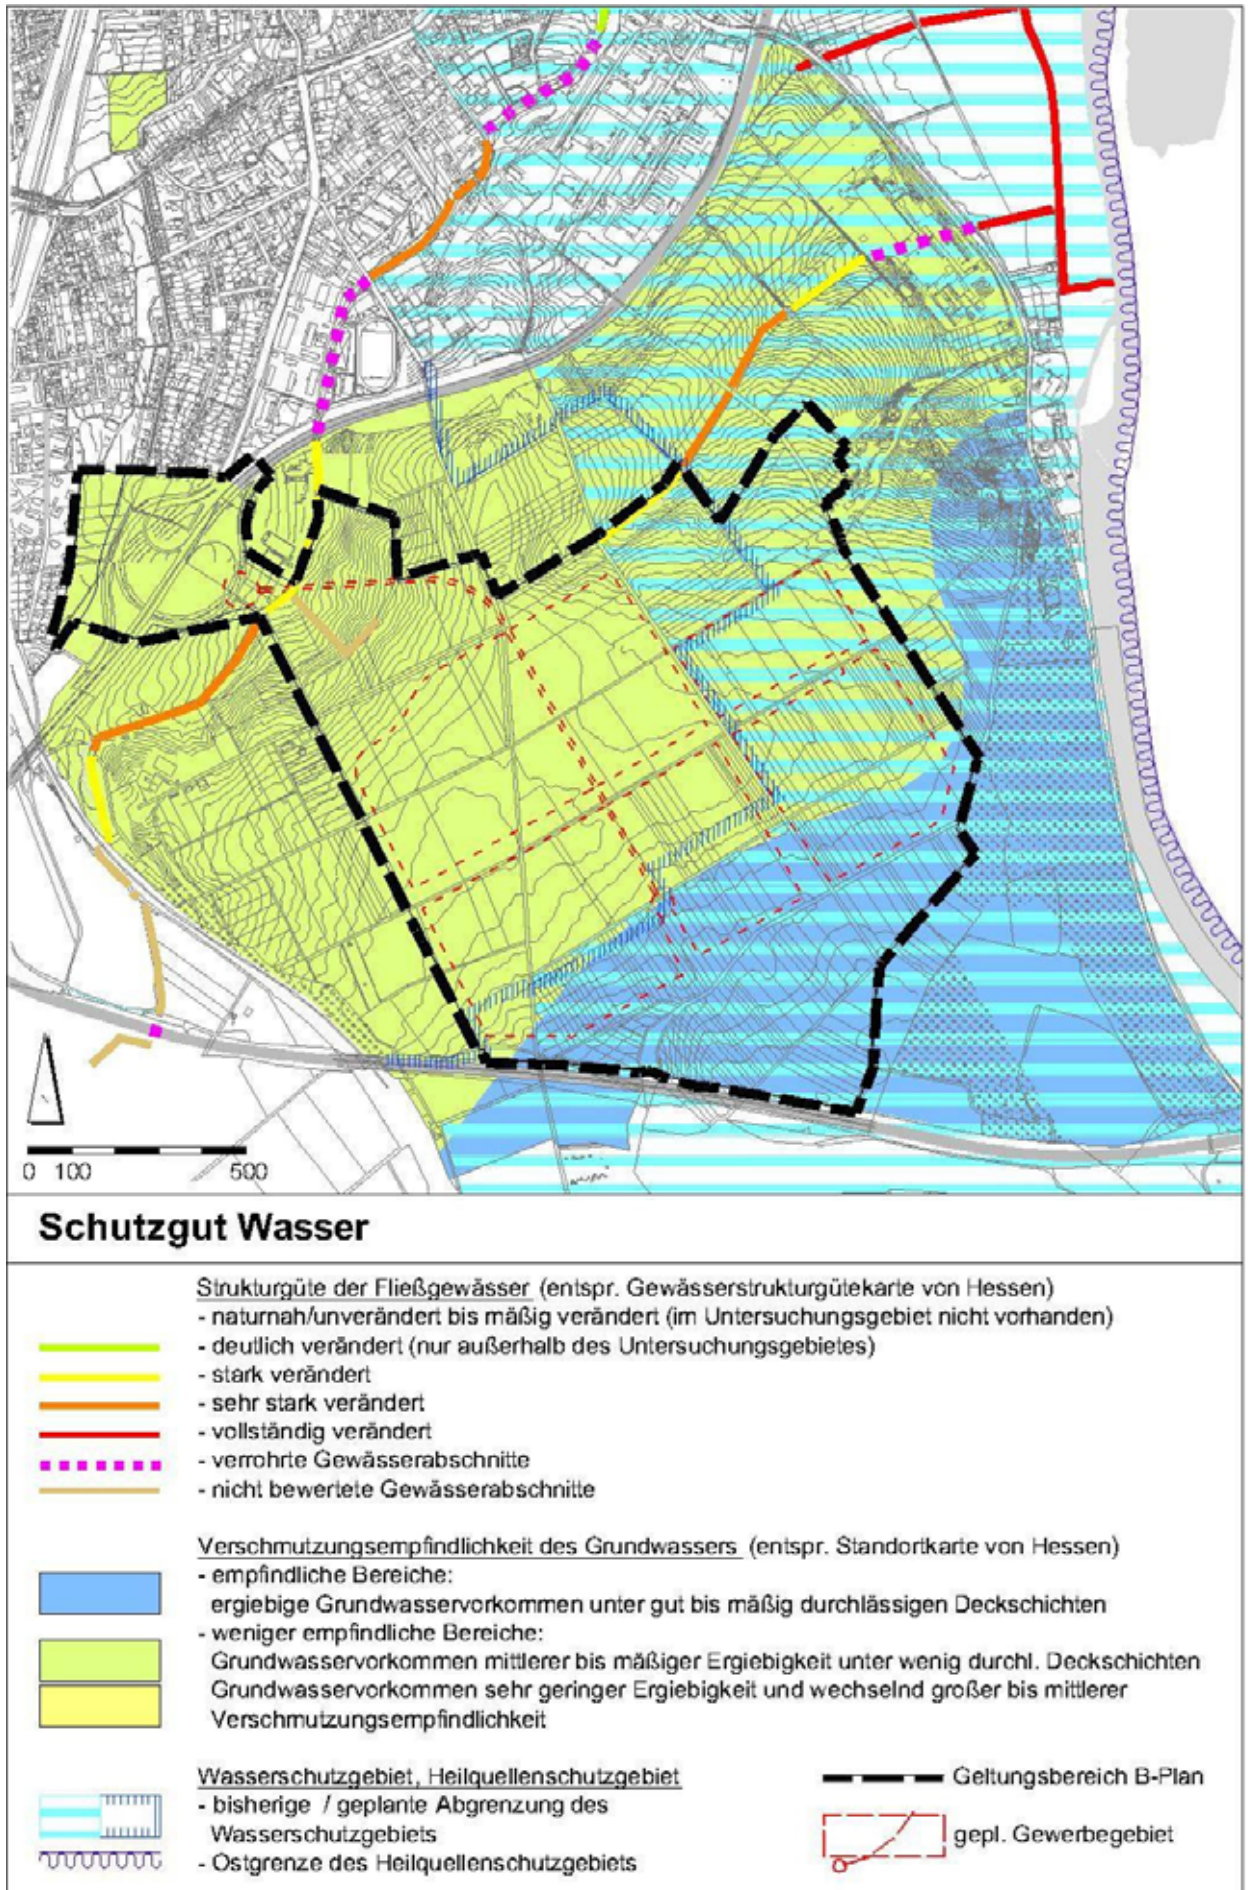 0 100 500
Schutzgut Wasser
Strukturgüte der Fließgewässer (entspr. Gewässerstrukturgütekarte von Hessen)
- naturnah/unverändert bis mäßig verändert (im Untersuchungsgebiet nicht vorhanden)
- deutlich verändert (nur außerhalb des Untersuchungsgebietes)
- stark verändert
- sehr stark verändert
- vollständig verändert
- verrohrte Gewässerabschnitte
- nicht bewertete Gewässerabschnitte
Verschmutzungsempfindlichkeit des Grundwassers (entspr. Standortkarte von Hessen)
- empfindliche Bereiche:
ergiebige Grundwasservorkommen unter gut bis mäßig durchlässigen Deckschichten
- weniger empfindliche Bereiche:
Grundwasservorkommen mittlerer bis mäßiger Ergiebigkeit unter wenig durchl. Deckschichten
Grundwasservorkommen sehr geringer Ergiebigkeit und wechselnd großer bis mittlerer
Verschmutzungsempfindlichkeit
Wasserschutzgebiet, Heilquellenschutzgebiet
- bisherige / geplante Abgrenzung des
Wasserschutzgebiets
- Ostgrenze des Heilquellenschutzgebiets
Geltungsbereich B-Plan
gepl. Gewerbegebiet